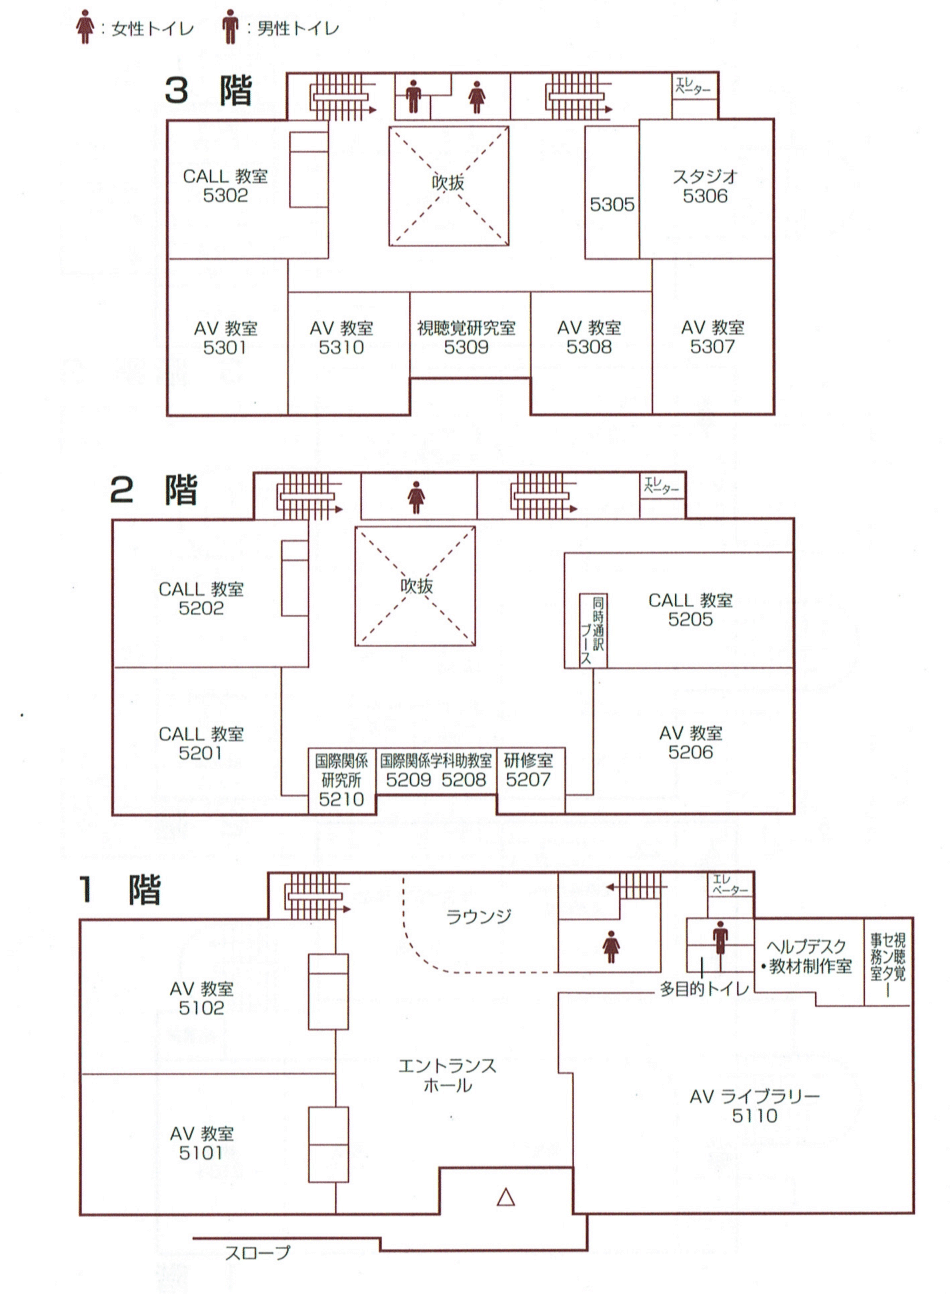 ：女性トイレ ：男性トイレ
3 階
エレ
ベーター
CALL 教室
5302
吹抜
5305
スタジオ
5306
AV 教室
5301
AV 教室
5310
視聴覚研究室
5309
AV 教室
5308
AV 教室
5307
2 階
エレ
ベーター
CALL 教室
5202
吹抜
同時通訳
ブース
CALL 教室
5205
CALL 教室
5201
国際関係
研究所
5210
国際関係学科助教室
5209 5208
研修室
5207
AV 教室
5206
1 階
エレ
ベーター
ラウンジ
ヘルプデスク
・教材制作室
視聴覚
センター
事務室
多目的トイレ
AV 教室
5102
エントランス
ホール
AV ライブラリー
5110
AV 教室
5101
スロープ